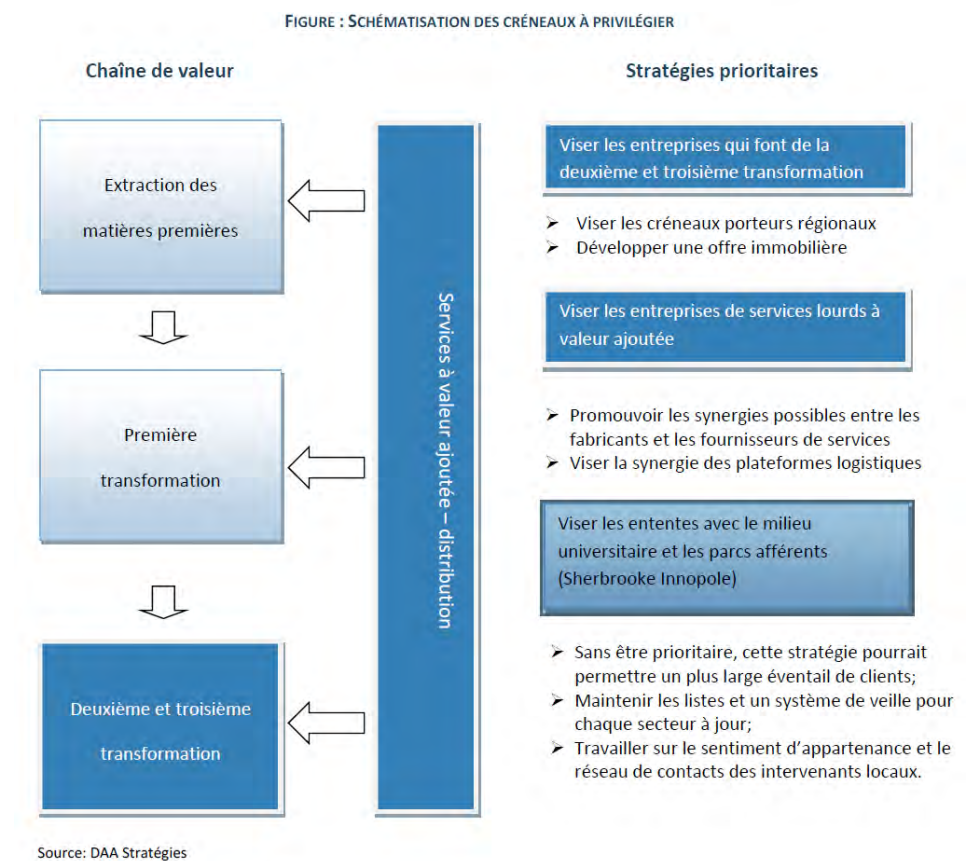 FIGURE : SCHÉMATISATION DES CRÉNEAUX À PRIVILÉGIER
Chaîne de valeur
Extraction des
matières premières
Première
transformation
Deuxième et troisième
transformation
Services à valeur ajoutée – distribution
Stratégies prioritaires
Viser les entreprises qui font de la
deuxième et troisième transformation
➢ Viser les créneaux porteurs régionaux
➢ Développer une offre immobilière
Viser les entreprises de services lourds à
valeur ajoutée
➢ Promouvoir les synergies possibles entre les
fabricants et les fournisseurs de services
➢ Viser la synergie des plateformes logistiques
Viser les ententes avec le milieu
universitaire et les parcs afférents
(Sherbrooke Innopole)
➢ Sans être prioritaire, cette stratégie pourrait
permettre un plus large éventail de clients;
➢ Maintenir les listes et un système de veille pour
chaque secteur à jour;
➢ Travailler sur le sentiment d’appartenance et le
réseau de contacts des intervenants locaux.
Source: DAA Stratégies